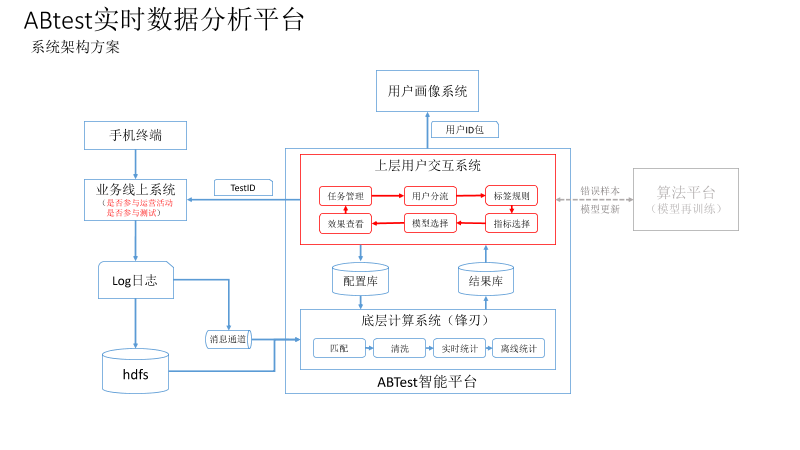 ABtest实时数据分析平台
系统架构方案
用户画像系统
用户ID包
手机终端
上层用户交互系统
业务线上系统
（是否参与运营活动
是否参与测试）
TestID
任务管理
用户分流
标签规则
效果查看
模型选择
指标选择
错误样本
模型更新
算法平台
（模型再训练）
Log日志
配置库
结果库
消息通道
底层计算系统（锋刃）
匹配
清洗
实时统计
离线统计
hdfs
ABTest智能平台